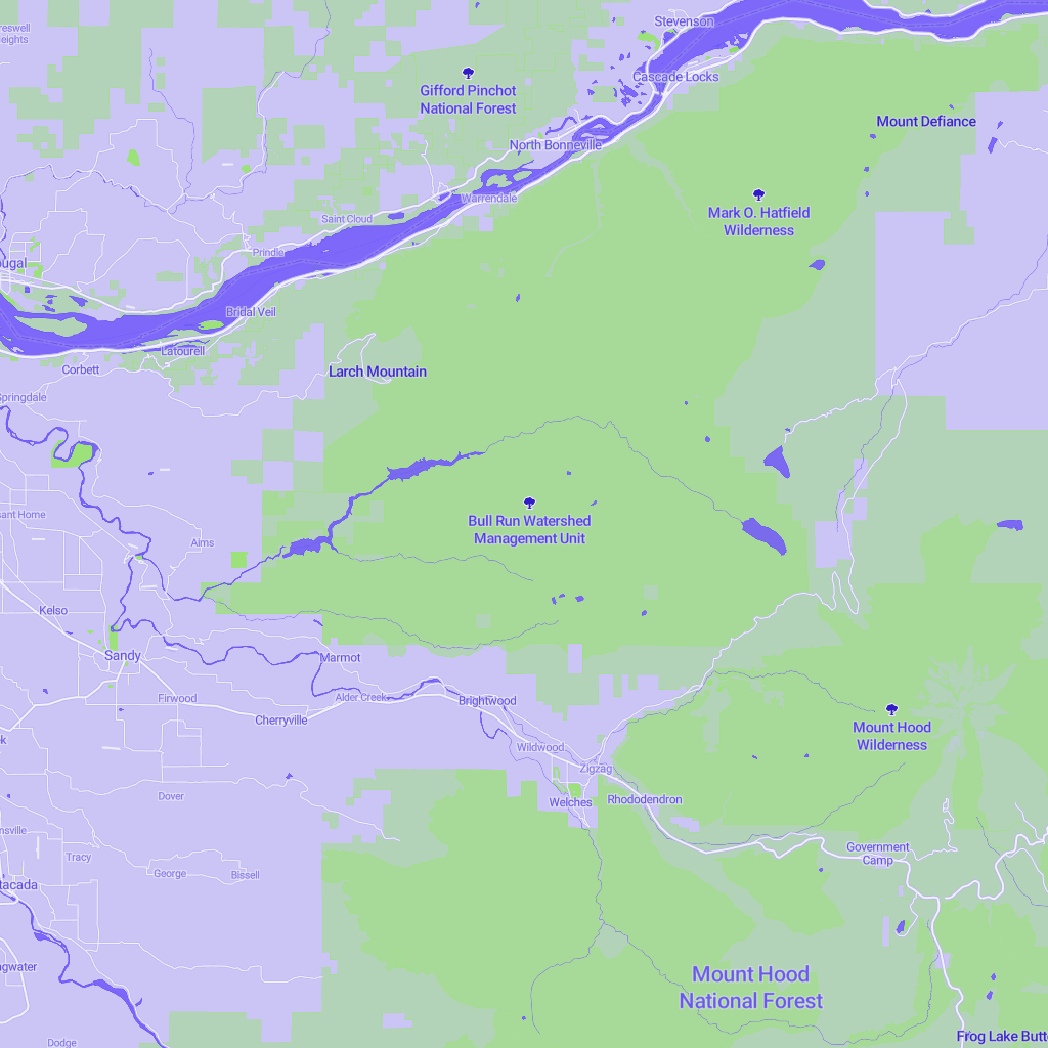 Stevenson
Cascade Locks
Gifford Pinchot
National Forest
Mount Defiance
North Bonneville
Warrendale
Mark O. Hatfield
Wilderness
Saint Cloud
Prindle
Bridal Veil
Latourell
Corbett
Larch Mountain
Springdale
Bull Run Watershed
Management Unit
Aims
Kelso
Sandy
Marmot
Alder Creek
Brightwood
Firwood
Cherryville
Mount Hood
Wilderness
Wildwood
Zigzag
Welches
Rhododendron
Dover
Government
Camp
Tracy
George
Bissell
Mount Hood
National Forest
Frog Lake Butt
Dodge